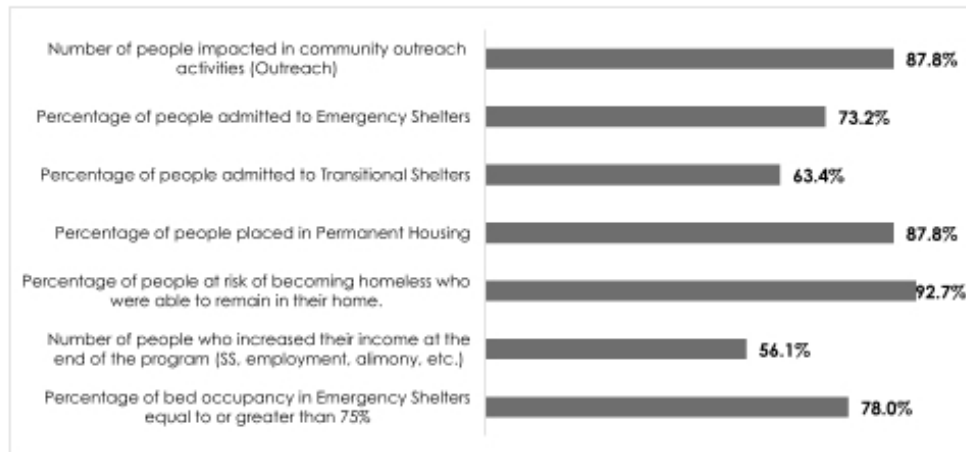 Number of people impacted in community outreach
activities (Outreach)
87.8%
Percentage of people admitted to Emergency Shelters
73.2%
Percentage of people admitted to Transitional Shelters
63.4%
Percentage of people placed in Permanent Housing
87.8%
Percentage of people at risk of becoming homeless who
were able to remain in their home.
92.7%
Number of people who increased their income at the
end of the program (SS, employment, alimony, etc.)
56.1%
Percentage of bed occupancy in Emergency Shelters
equal to or greater than 75%
78.0%